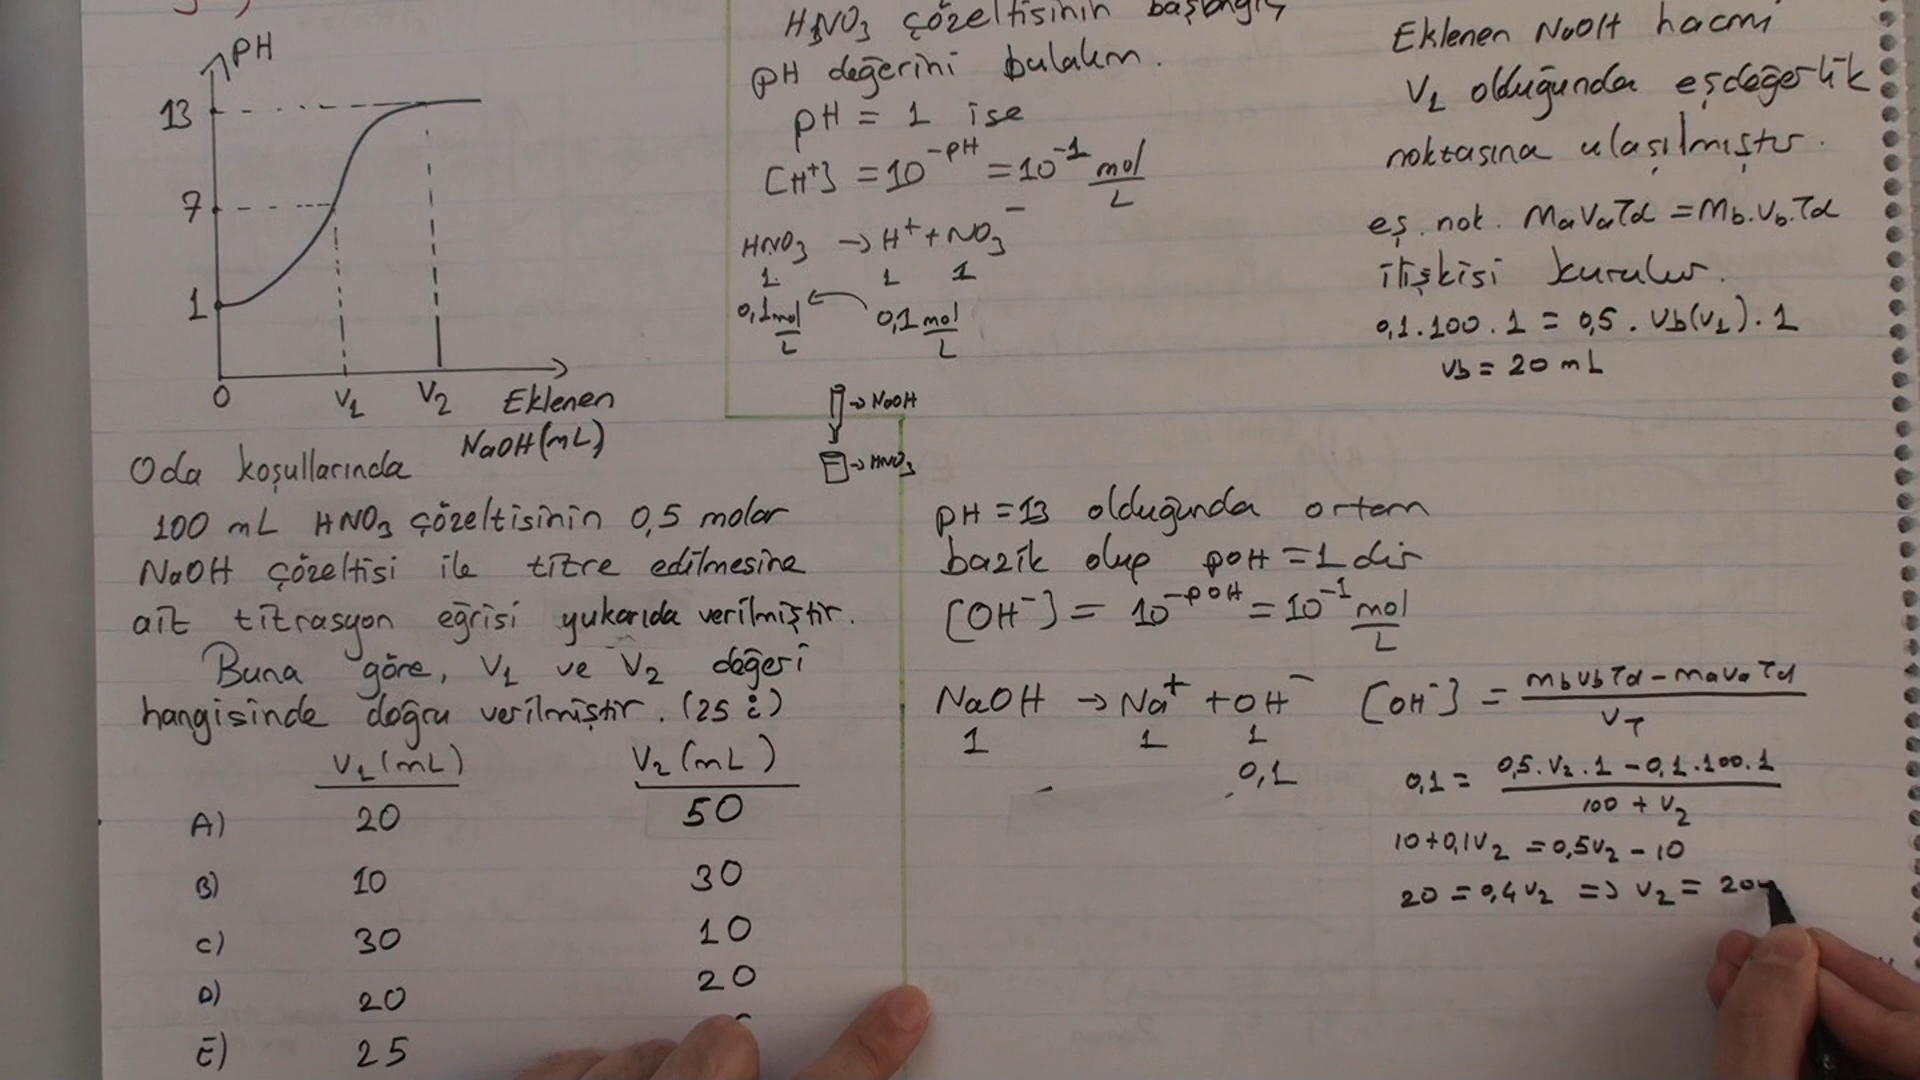 PH
13
7
1
0
V₁
V₂
Eklenen
NaOH(mL)
Oda koşullarında
100 mL HNO₃ çözeltisinin 0,5 molar
NaOH çözeltisi ile titre edilmesine
ait titrasyon eğrisi yukarıda verilmiştir.
Buna göre, V₁ ve V₂ değeri
hangisinde doğru verilmiştir. (25 i)
V₁ (mL) V₂ (mL)
A) 20 50
B) 10 30
C) 30 10
D) 20 20
E) 25
HNO₃ çözeltisinin başlangıç
pH değerini bulalım.
pH = 1 ise
[H⁺] = 10^-pH = 10^-1 mol/L
HNO₃ → H⁺ + NO₃⁻
1 1 1
0,1 mol/L 0,1 mol/L
→ NaOH
→ HNO₃
Eklenen NaOH hacmi
V₁ olduğunda eşdeğerlik
noktasına ulaşılmıştır.
eş. nok. MaVaTd = Mb.Vb.Td
ilişkisi kurulur.
0,1.100.1 = 0,5.Vb(V₁).1
Vb = 20 mL
pH = 13 olduğunda ortam
bazik olup pOH = 1 dir
[OH⁻] = 10^-pOH = 10^-1 mol/L
NaOH → Na⁺ + OH⁻
1 1 1
0,1
[OH⁻] = (MbVbTd - MaVaTd)/VT
0,1 = (0,5.V₂.1 - 0,1.100.1)/(100 + V₂)
10+0,1V₂ = 0,5V₂ - 10
20 = 0,4V₂ => V₂ = 20